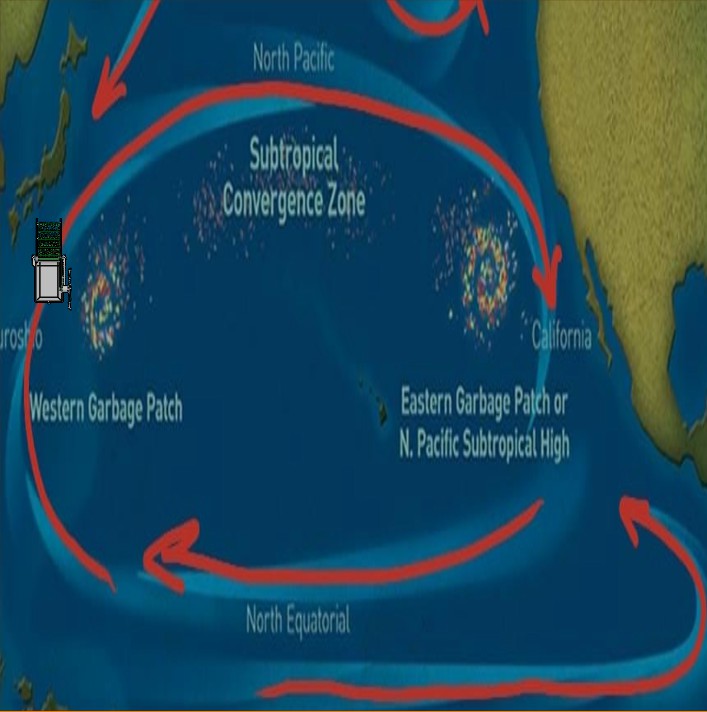 North Pacific
Subtropical
Convergence Zone
uroshio
California
Western Garbage Patch
Eastern Garbage Patch or
N. Pacific Subtropical High
North Equatorial